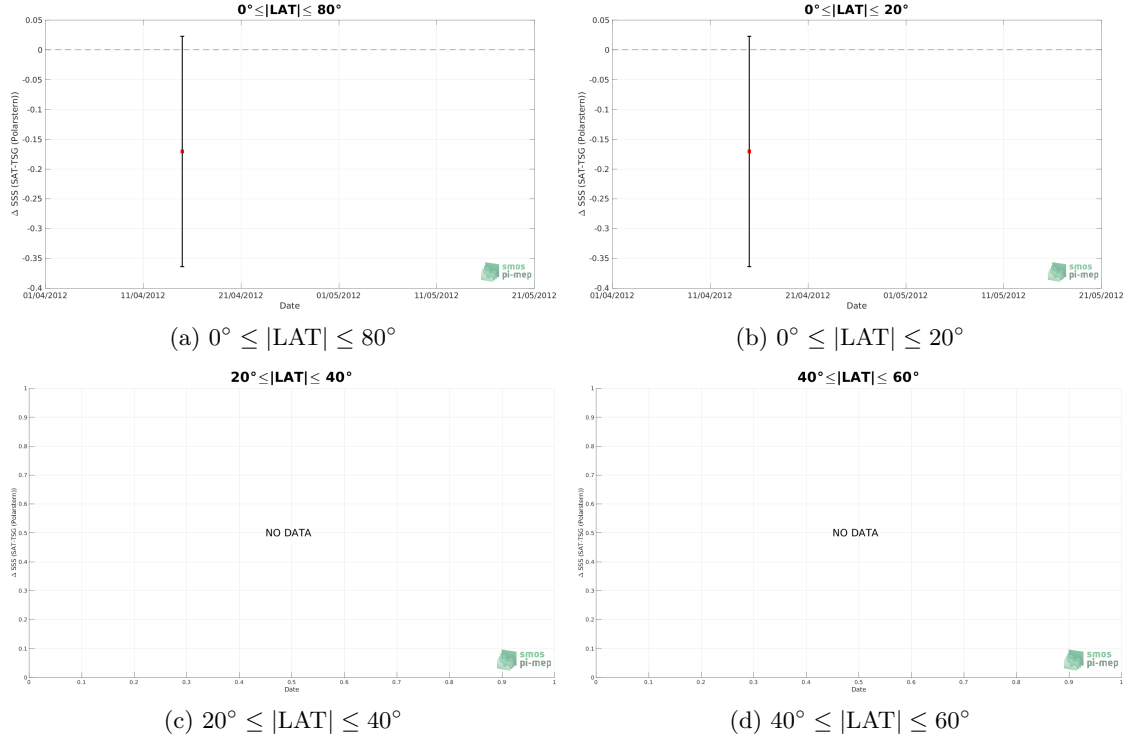 0°≤|LAT|≤ 80°
0.05
0
-0.05
-0.1
-0.15
-0.2
-0.25
-0.3
-0.35
-0.4
Δ SSS (SAT-TSG (Polarstern))
01/04/2012 11/04/2012 21/04/2012 01/05/2012 11/05/2012 21/05/2012
Date
smos
pi-mep
(a) 0° ≤ |LAT| ≤ 80°
0°≤|LAT|≤ 20°
0.05
0
-0.05
-0.1
-0.15
-0.2
-0.25
-0.3
-0.35
-0.4
Δ SSS (SAT-TSG (Polarstern))
01/04/2012 11/04/2012 21/04/2012 01/05/2012 11/05/2012 21/05/2012
Date
smos
pi-mep
(b) 0° ≤ |LAT| ≤ 20°
20°≤|LAT|≤ 40°
1
0.9
0.8
0.7
0.6
0.5
0.4
0.3
0.2
0.1
0
Δ SSS (SAT-TSG (Polarstern))
NO DATA
0 0.1 0.2 0.3 0.4 0.5 0.6 0.7 0.8 0.9 1
Date
smos
pi-mep
(c) 20° ≤ |LAT| ≤ 40°
40°≤|LAT|≤ 60°
1
0.9
0.8
0.7
0.6
0.5
0.4
0.3
0.2
0.1
0
Δ SSS (SAT-TSG (Polarstern))
NO DATA
0 0.1 0.2 0.3 0.4 0.5 0.6 0.7 0.8 0.9 1
Date
smos
pi-mep
(d) 40° ≤ |LAT| ≤ 60°